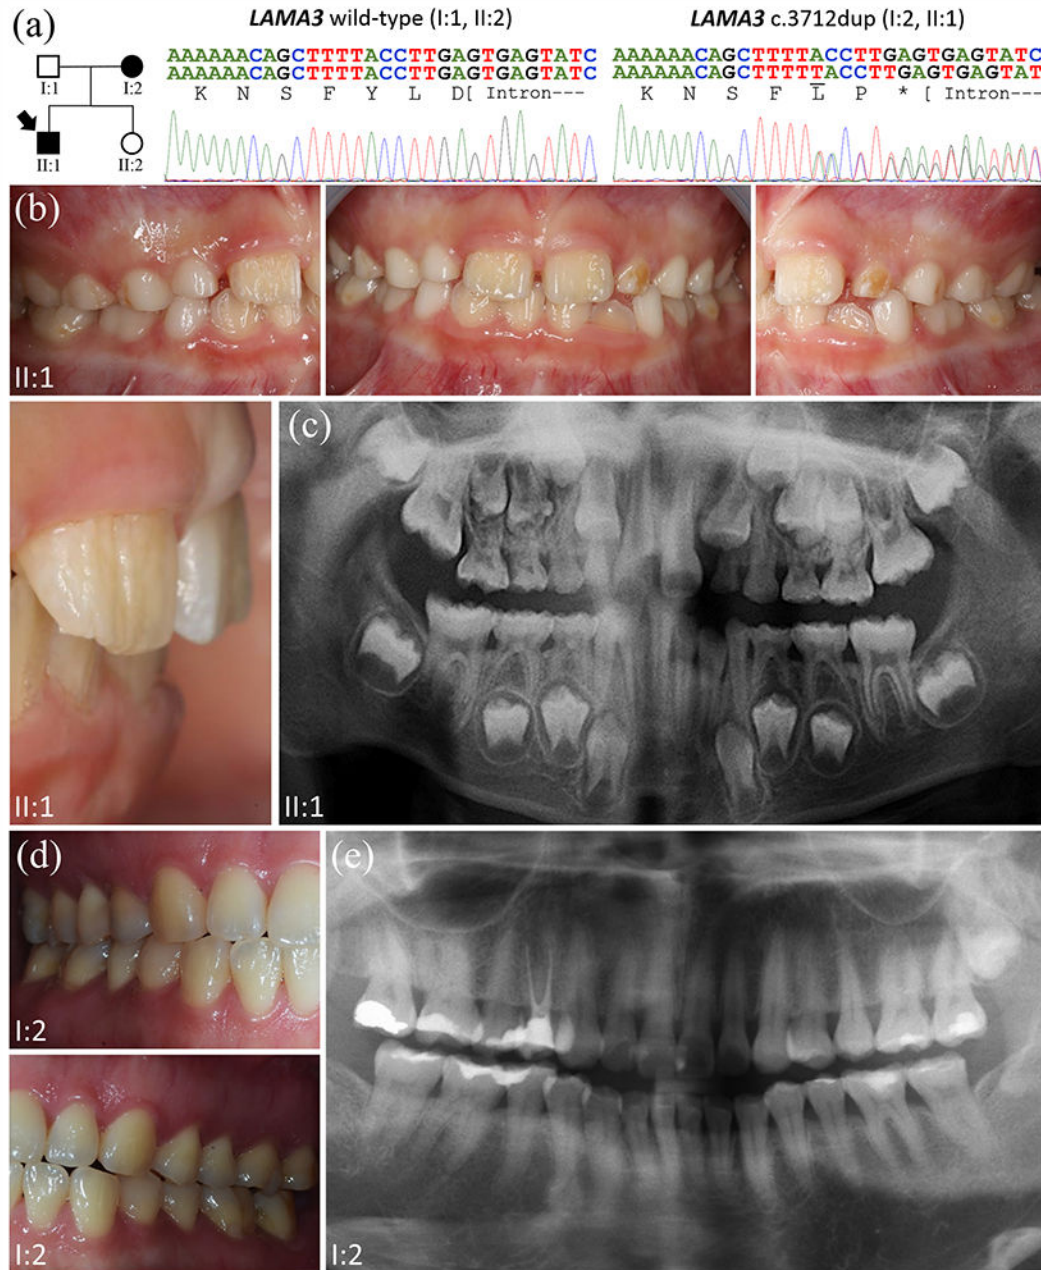 (a)
LAMA3 wild-type (I:1, II:2)
LAMA3 c.3712dup (I:2, II:1)
I:1
I:2
II:1
II:2
AAAAAACAGCTTTTACCTTGAGTGAGTATC
AAAAAACAGCTTTTACCTTGAGTGAGTATC
K N S F Y L D[ Intron---
AAAAAACAGCTTTTACCTTGAGTGAGTATC
AAAAAACAGCTTTTTACCTTGAGTGAGTAT
K N S F L P * [ Intron---
(b)
II:1
II:1
(c)
II:1
(d)
I:2
I:2
(e)
I:2